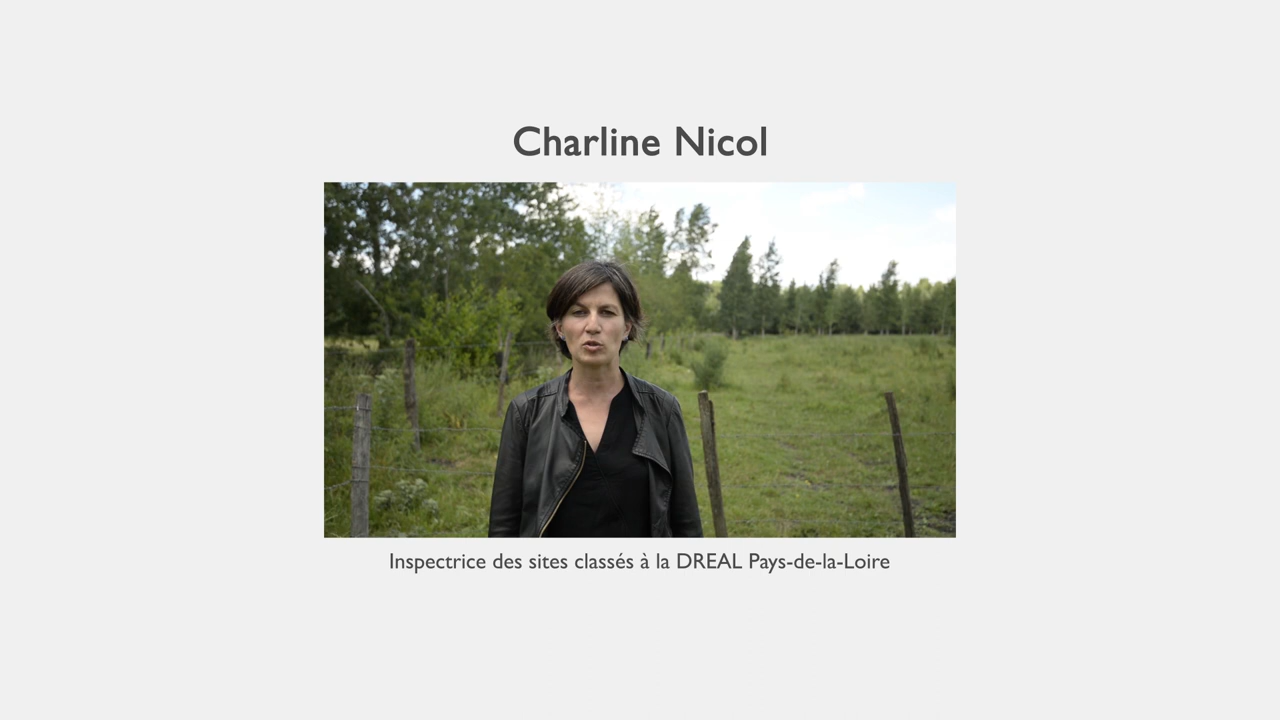 Charline Nicol
Inspectrice des sites classés à la DREAL Pays-de-la-Loire